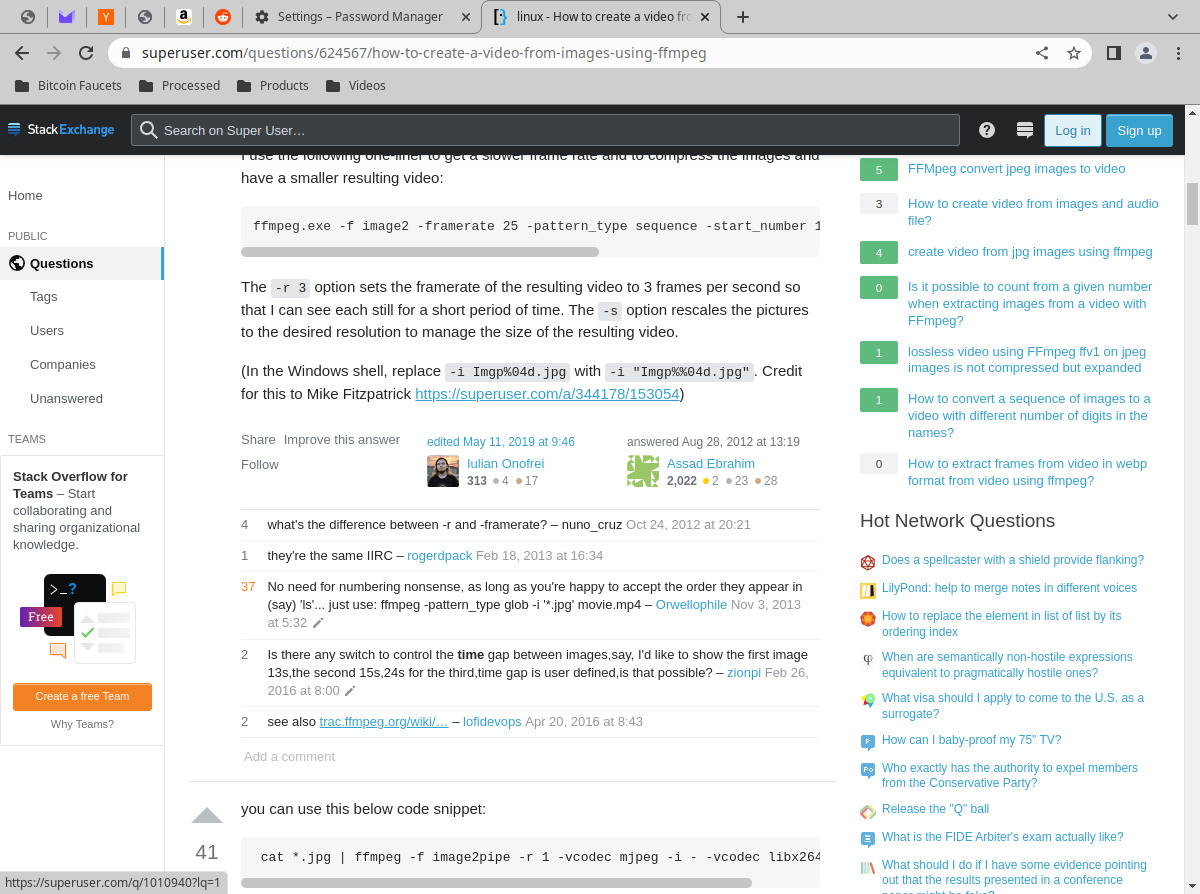 Settings – Password Manager
linux - How to create a video fro
superuser.com/questions/624567/how-to-create-a-video-from-images-using-ffmpeg
Bitcoin Faucets
Processed
Products
Videos
StackExchange
Search on Super User…
Log in
Sign up
Home
PUBLIC
Questions
Tags
Users
Companies
Unanswered
TEAMS
Stack Overflow for
Teams – Start
collaborating and
sharing organizational
knowledge.
>_?
Free
Create a free Team
Why Teams?
I use the following one-liner to get a slower frame rate and to compress the images and
have a smaller resulting video:
ffmpeg.exe -f image2 -framerate 25 -pattern_type sequence -start_number 1
The -r 3 option sets the framerate of the resulting video to 3 frames per second so
that I can see each still for a short period of time. The -s option rescales the pictures
to the desired resolution to manage the size of the resulting video.
(In the Windows shell, replace -i Imgp%04d.jpg with -i "Imgp%%04d.jpg". Credit
for this to Mike Fitzpatrick https://superuser.com/a/344178/153054)
Share Improve this answer
Follow
edited May 11, 2019 at 9:46
Iulian Onofrei
313 4 17
answered Aug 28, 2012 at 13:19
Assad Ebrahim
2,022 2 23 28
4 what's the difference between -r and -framerate? – nuno_cruz Oct 24, 2012 at 20:21
1 they're the same IIRC – rogerdpack Feb 18, 2013 at 16:34
37 No need for numbering nonsense, as long as you're happy to accept the order they appear in
(say) 'ls'... just use: ffmpeg -pattern_type glob -i '*.jpg' movie.mp4 – Orwellophile Nov 3, 2013
at 5:32
2 Is there any switch to control the time gap between images,say, I'd like to show the first image
13s,the second 15s,24s for the third,time gap is user defined,is that possible? – zionpi Feb 26,
2016 at 8:00
2 see also trac.ffmpeg.org/wiki/… – lofidevops Apr 20, 2016 at 8:43
Add a comment
41
you can use this below code snippet:
cat *.jpg | ffmpeg -f image2pipe -r 1 -vcodec mjpeg -i - -vcodec libx264
5 FFMpeg convert jpeg images to video
3 How to create video from images and audio
file?
4 create video from jpg images using ffmpeg
0 Is it possible to count from a given number
when extracting images from a video with
FFmpeg?
1 lossless video using FFmpeg ffv1 on jpeg
images is not compressed but expanded
1 How to convert a sequence of images to a
video with different number of digits in the
names?
0 How to extract frames from video in webp
format from video using ffmpeg?
Hot Network Questions
Does a spellcaster with a shield provide flanking?
LilyPond: help to merge notes in different voices
How to replace the element in list of list by its
ordering index
When are semantically non-hostile expressions
equivalent to pragmatically hostile ones?
What visa should I apply to come to the U.S. as a
surrogate?
How can I baby-proof my 75" TV?
Who exactly has the authority to expel members
from the Conservative Party?
Release the "Q" ball
What is the FIDE Arbiter's exam actually like?
What should I do if I have some evidence pointing
out that the results presented in a conference
paper might be fake?
https://superuser.com/q/1010940?lq=1